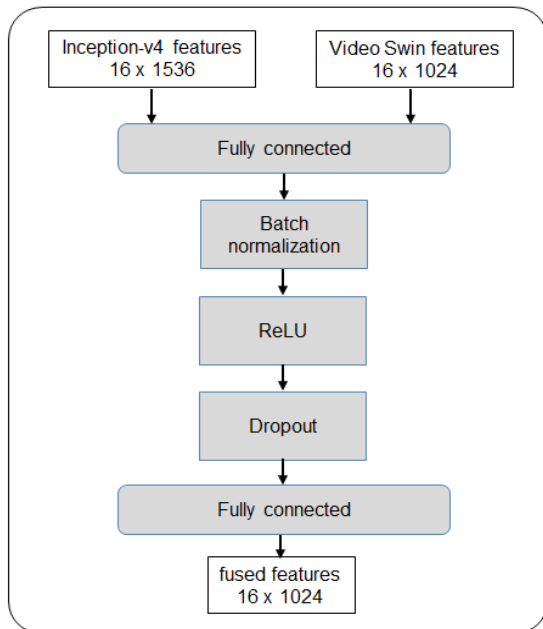 Inception-v4 features
16 x 1536
Video Swin features
16 x 1024
Fully connected
Batch
normalization
ReLU
Dropout
Fully connected
fused features
16 x 1024